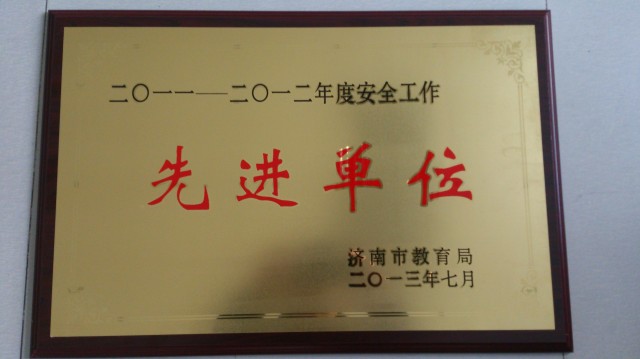 二〇一一——二〇一二年度安全工作
先进单位
济南市教育局
二〇一三年七月